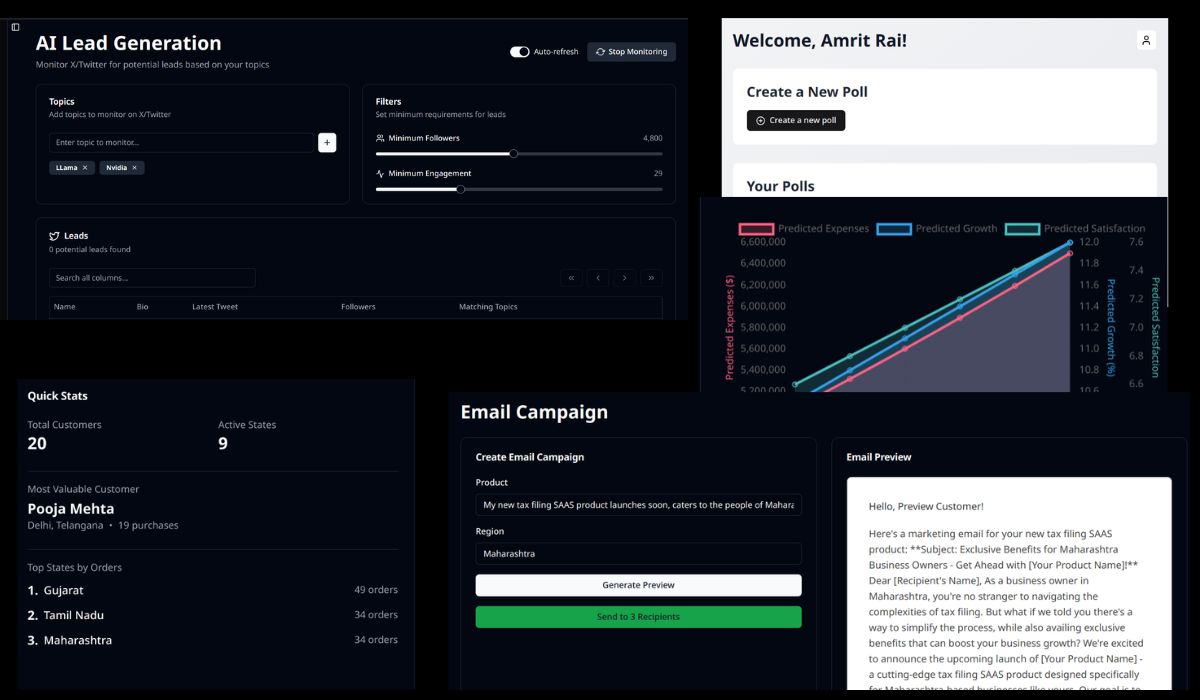 AI Lead Generation
Monitor X/Twitter for potential leads based on your topics
Auto-refresh
Stop Monitoring
Topics
Add topics to monitor on X/Twitter
Enter topic to monitor...
+
LLama ×
Nvidia ×
Filters
Set minimum requirements for leads
Minimum Followers 4,800
Minimum Engagement 29
Leads
0 potential leads found
Search all columns...
« ‹ › »
Name Bio Latest Tweet Followers Matching Topics
Welcome, Amrit Rai!
Create a New Poll
Create a new poll
Your Polls
Predicted Expenses Predicted Growth Predicted Satisfaction
Predicted Expenses ($)
6,600,000
6,400,000
6,200,000
6,000,000
5,800,000
5,600,000
5,400,000
5,200,000
12.0
11.8
11.6
11.4
11.2
11.0
10.8
10.6
Predicted Growth (%)
7.6
7.4
7.2
7.0
6.8
6.6
Predicted Satisfaction
Quick Stats
Total Customers Active States
20 9
Most Valuable Customer
Pooja Mehta
Delhi, Telangana • 19 purchases
Top States by Orders
1. Gujarat 49 orders
2. Tamil Nadu 34 orders
3. Maharashtra 34 orders
Email Campaign
Create Email Campaign
Product
My new tax filing SAAS product launches soon, caters to the people of Mahara
Region
Maharashtra
Generate Preview
Send to 3 Recipients
Email Preview
Hello, Preview Customer!
Here's a marketing email for your new tax filing SAAS
product: **Subject: Exclusive Benefits for Maharashtra
Business Owners - Get Ahead with [Your Product Name]!**
Dear [Recipient's Name], As a business owner in
Maharashtra, you're no stranger to navigating the
complexities of tax filing. But what if we told you there's a
way to simplify the process, while also availing exclusive
benefits that can boost your business growth? We're excited
to announce the upcoming launch of [Your Product Name] -
a cutting-edge tax filing SAAS product designed specifically
for Maharashtra-based businesses like yours. Our goal is to